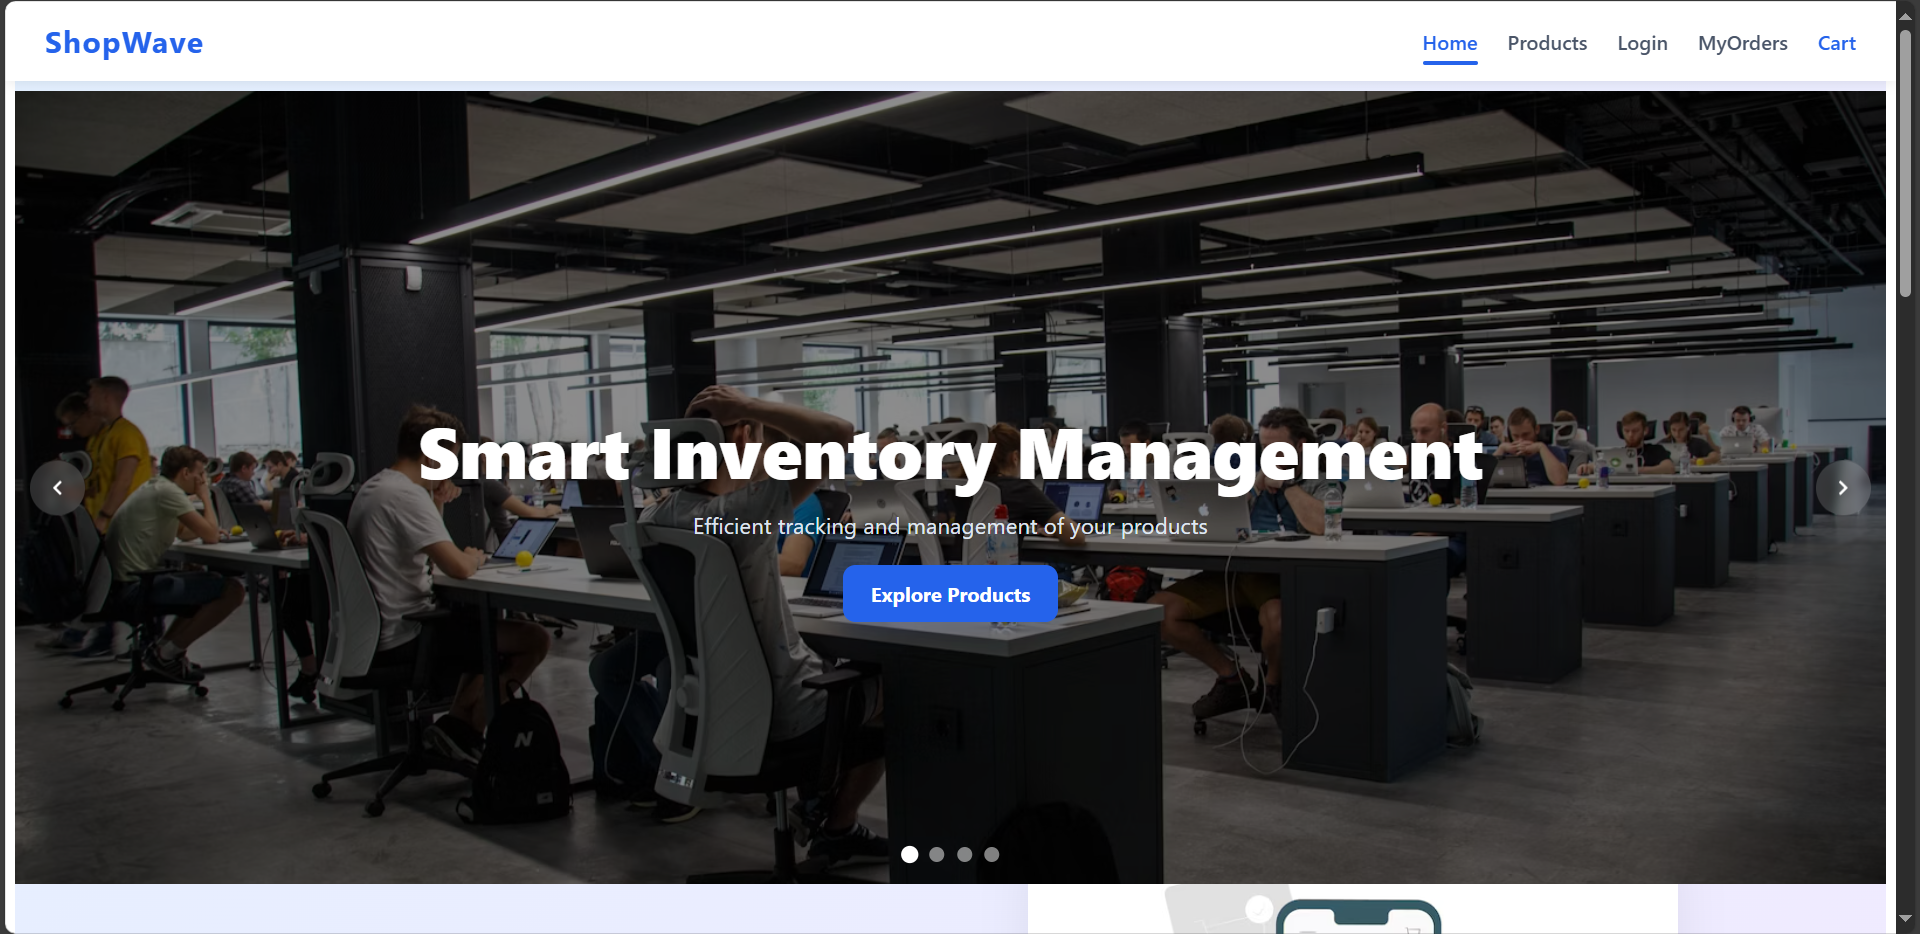 ShopWave
Home Products Login MyOrders Cart
Smart Inventory Management
Efficient tracking and management of your products
Explore Products
N